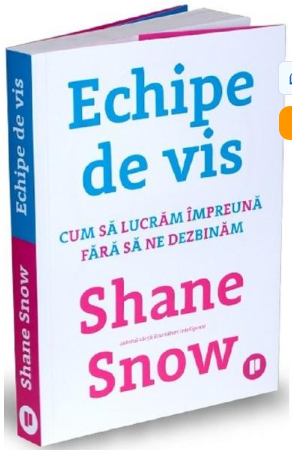 Echipe
de vis
CUM SĂ LUCRĂM ÎMPREUNĂ
FĂRĂ SĂ NE DEZBINĂM
Shane
Snow
Echipe de vis
Shane Snow